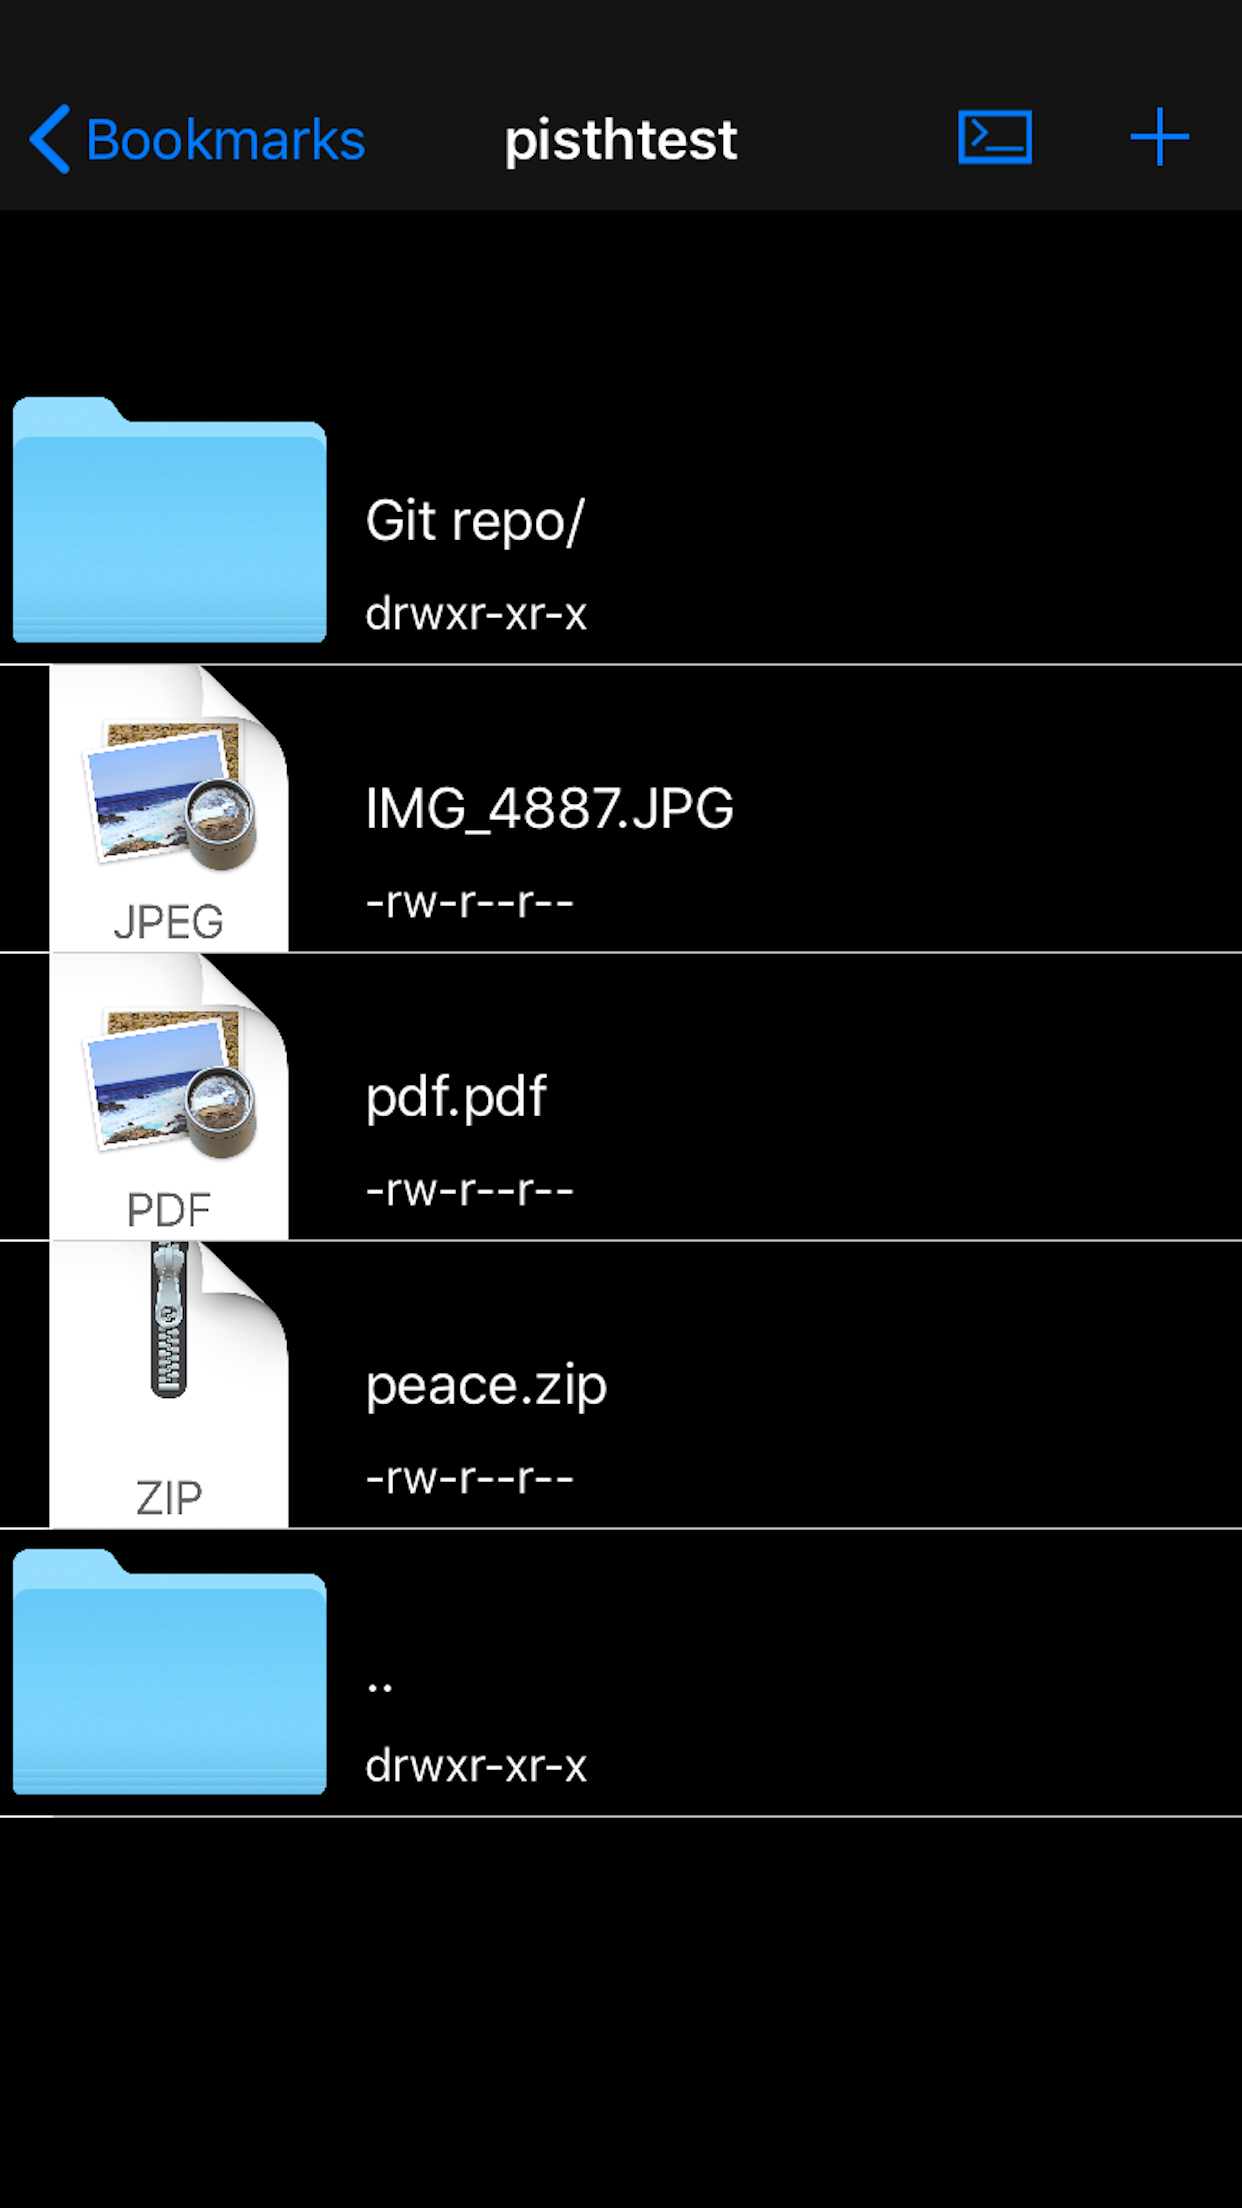 Bookmarks
pisthtest
Git repo/
drwxr-xr-x
IMG_4887.JPG
-rw-r--r--
JPEG
pdf.pdf
-rw-r--r--
PDF
peace.zip
-rw-r--r--
ZIP
..
drwxr-xr-x